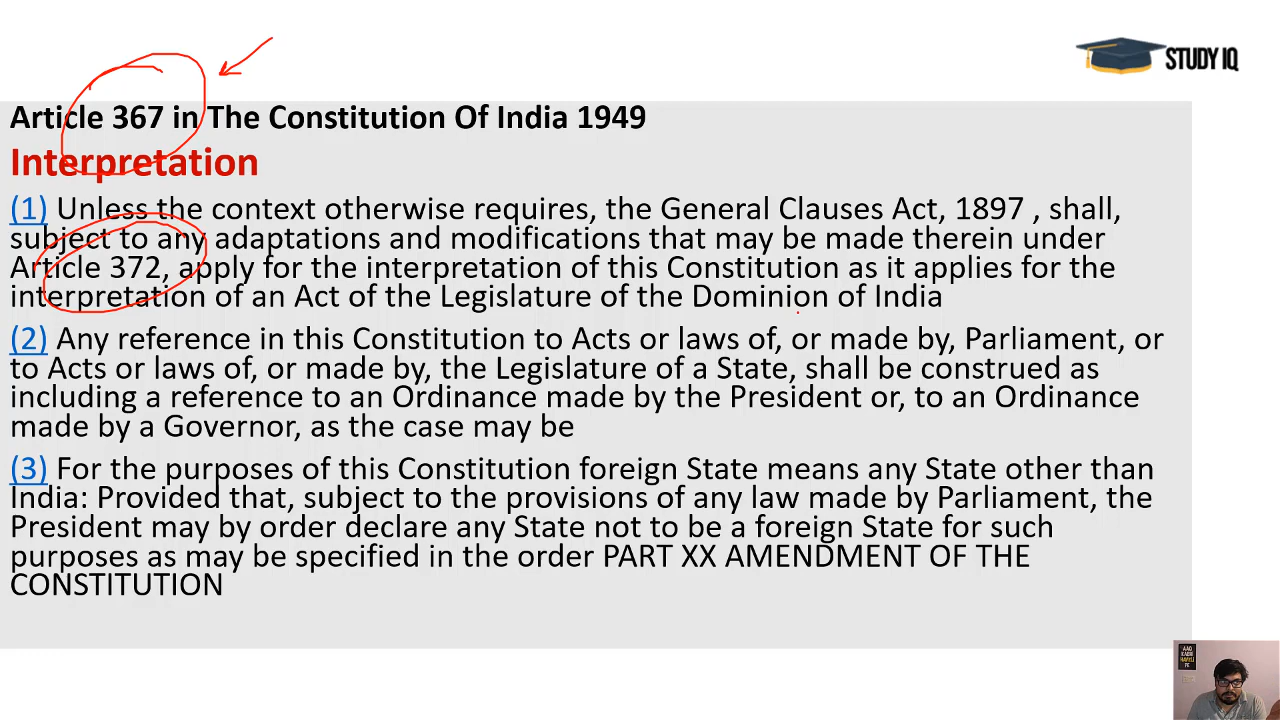 STUDY IQ
Article 367 in The Constitution Of India 1949
Interpretation
(1) Unless the context otherwise requires, the General Clauses Act, 1897 , shall,
subject to any adaptations and modifications that may be made therein under
Article 372, apply for the interpretation of this Constitution as it applies for the
interpretation of an Act of the Legislature of the Dominion of India
(2) Any reference in this Constitution to Acts or laws of, or made by, Parliament, or
to Acts or laws of, or made by, the Legislature of a State, shall be construed as
including a reference to an Ordinance made by the President or, to an Ordinance
made by a Governor, as the case may be
(3) For the purposes of this Constitution foreign State means any State other than
India: Provided that, subject to the provisions of any law made by Parliament, the
President may by order declare any State not to be a foreign State for such
purposes as may be specified in the order PART XX AMENDMENT OF THE
CONSTITUTION